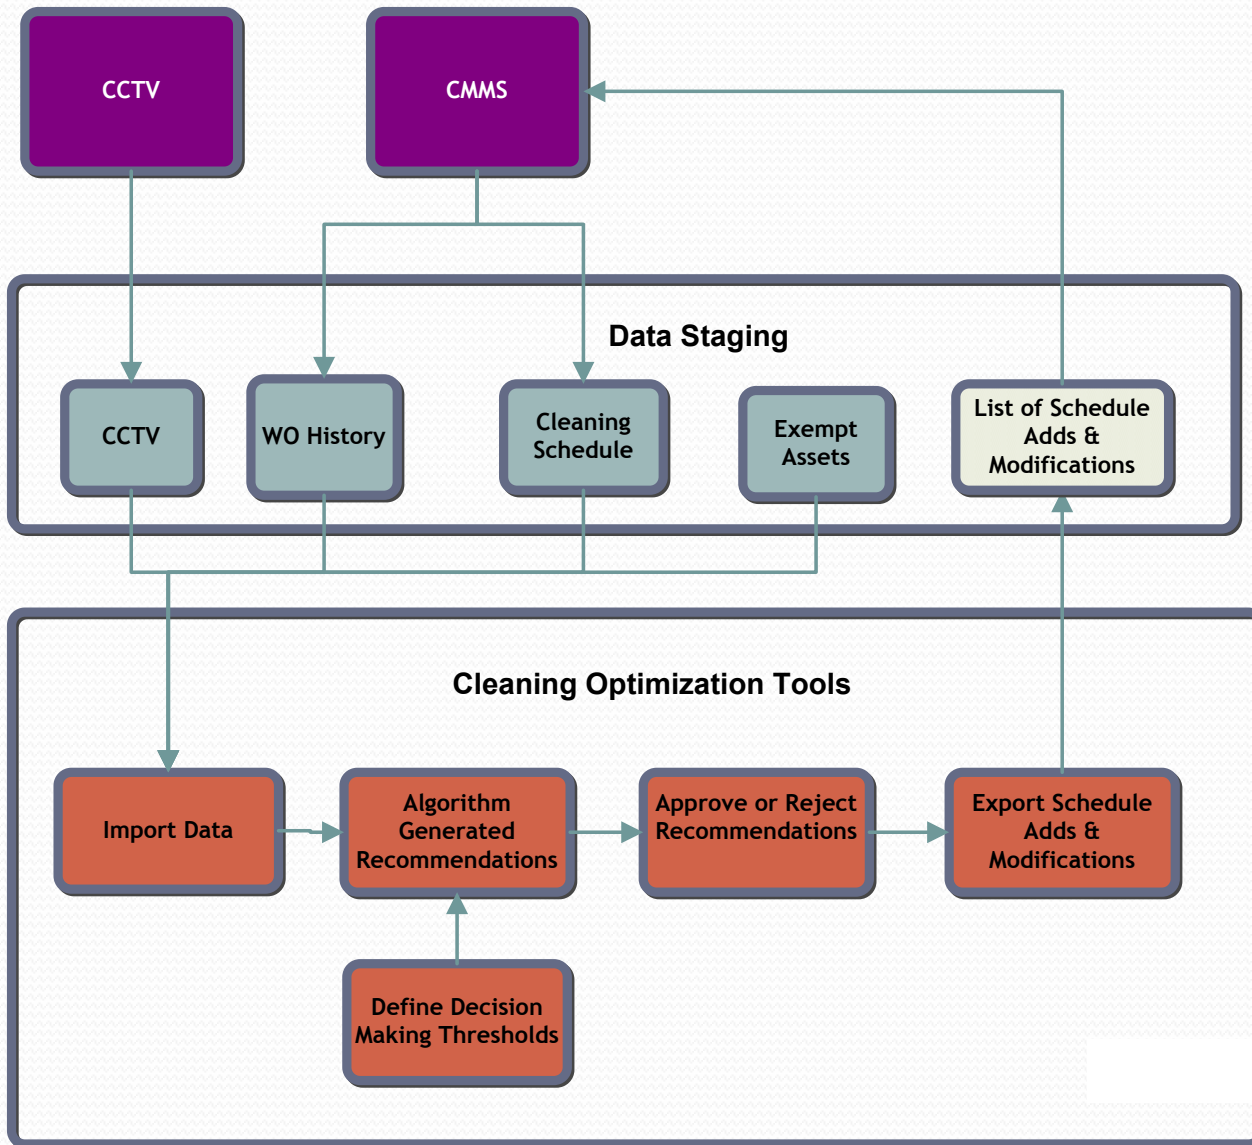 CCTV
CMMS
Data Staging
CCTV
WO History
Cleaning
Schedule
Exempt
Assets
List of Schedule
Adds &
Modifications
Cleaning Optimization Tools
Import Data
Algorithm
Generated
Recommendations
Approve or Reject
Recommendations
Export Schedule
Adds &
Modifications
Define Decision
Making Thresholds